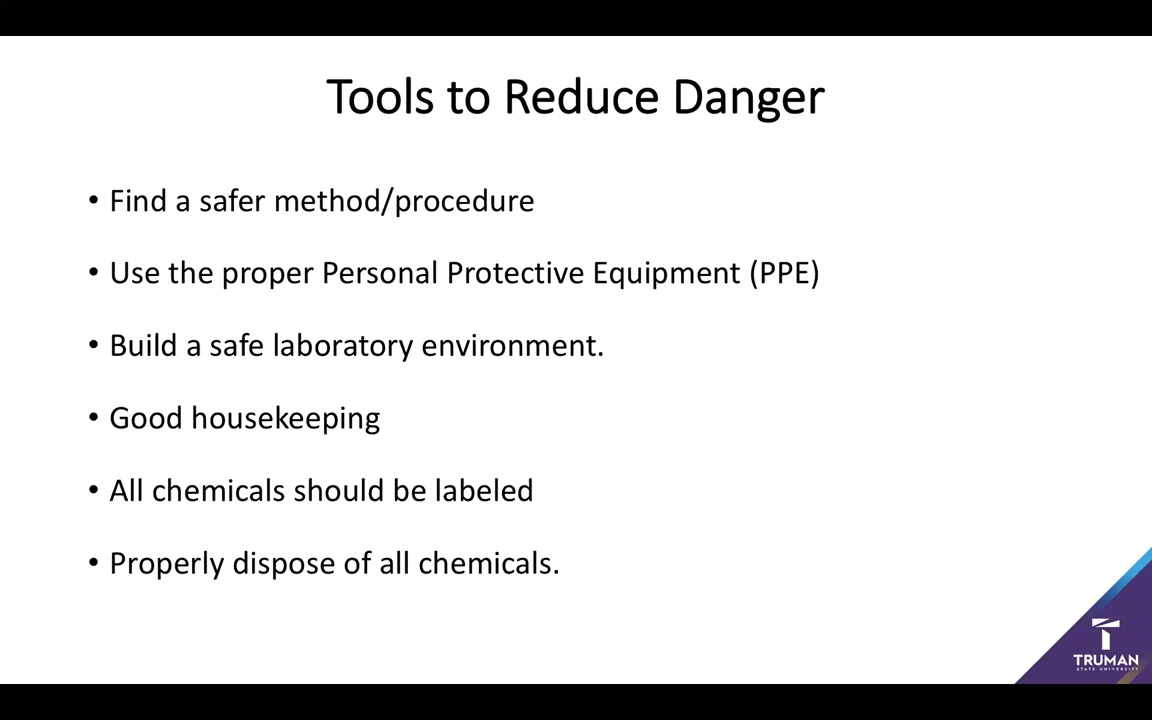 Tools to Reduce Danger
• Find a safer method/procedure
• Use the proper Personal Protective Equipment (PPE)
• Build a safe laboratory environment.
• Good housekeeping
• All chemicals should be labeled
• Properly dispose of all chemicals.
TRUMAN
STATE UNIVERSITY